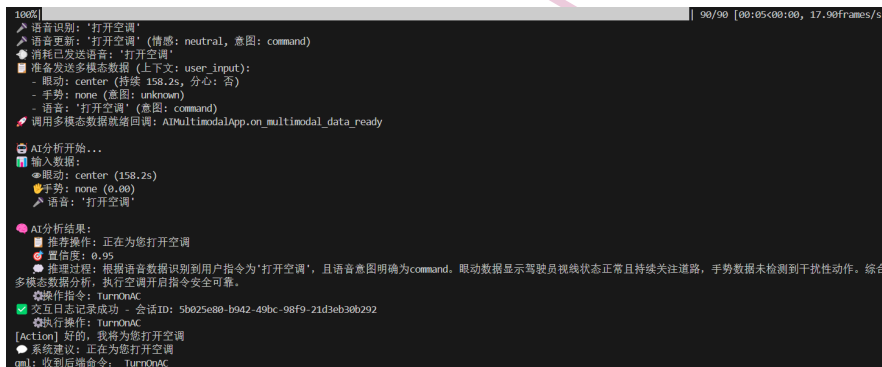 100%| | 90/90 [00:05<00:00, 17.90frames/s
语音识别: '打开空调'
语音更新: '打开空调' (情感: neutral, 意图: command)
消耗已发送语音: '打开空调'
准备发送多模态数据 (上下文: user_input):
- 眼动: center (持续 158.2s, 分心: 否)
- 手势: none (意图: unknown)
- 语音: '打开空调' (意图: command)
调用多模态数据就绪回调: AIMultimodalApp.on_multimodal_data_ready
AI分析开始...
输入数据:
眼动: center (158.2s)
手势: none (0.00)
语音: '打开空调'
AI分析结果:
推荐操作: 正在为您打开空调
置信度: 0.95
推理过程: 根据语音数据识别到用户指令为'打开空调', 且语音意图明确为command。眼动数据显示驾驶员视线状态正常且持续关注道路, 手势数据未检测到干扰性动作。综合
多模态数据分析, 执行空调开启指令安全可靠。
操作指令: TurnOnAC
交互日志记录成功 - 会话ID: 5b025e80-b942-49bc-98f9-21d3eb30b292
执行操作: TurnOnAC
[Action] 好的, 我将为您打开空调
系统建议: 正在为您打开空调
qml: 收到后端命令: TurnOnAC